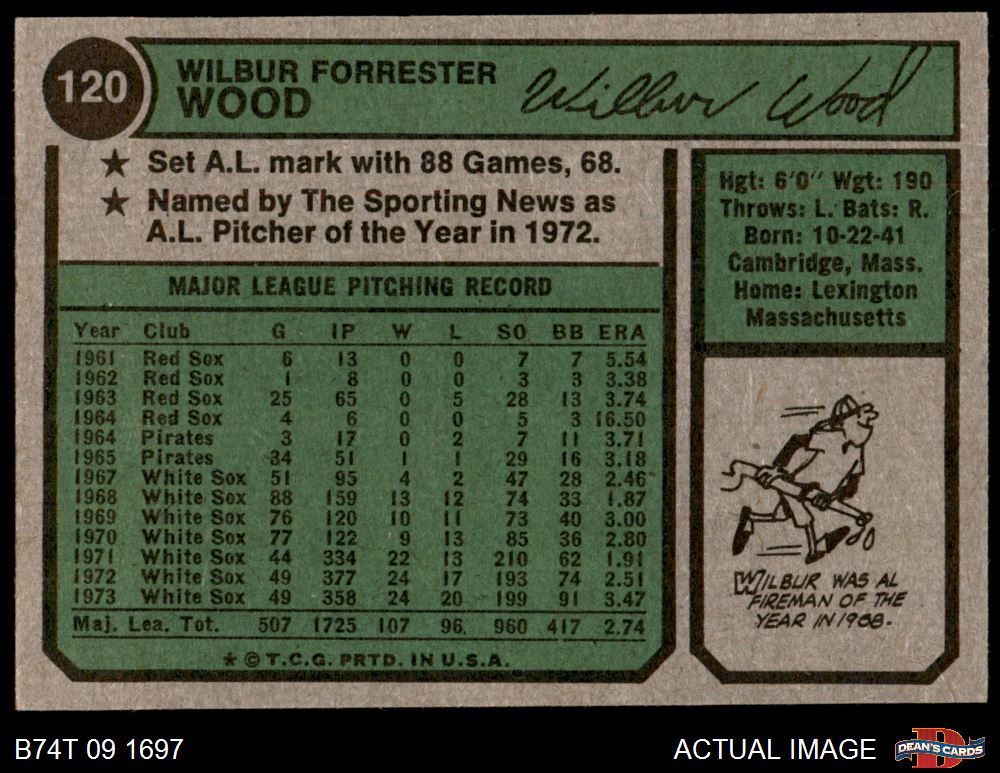 120
WILBUR FORRESTER
WOOD
Wilbur Wood
★ Set A.L. mark with 88 Games, 68.
★ Named by The Sporting News as
A.L. Pitcher of the Year in 1972.
MAJOR LEAGUE PITCHING RECORD
Year Club G IP W L SO BB ERA
1961 Red Sox 6 13 0 0 7 7 5.54
1962 Red Sox 1 8 0 0 3 3 3.38
1963 Red Sox 25 65 0 5 28 13 3.74
1964 Red Sox 4 6 0 0 5 3 16.50
1964 Pirates 3 17 0 2 7 11 3.71
1965 Pirates 34 51 1 1 29 16 3.18
1967 White Sox 51 95 4 2 47 28 2.46
1968 White Sox 88 159 13 12 74 33 1.87
1969 White Sox 76 120 10 11 73 40 3.00
1970 White Sox 77 122 9 13 85 36 2.80
1971 White Sox 44 334 22 13 210 62 1.91
1972 White Sox 49 377 24 17 193 74 2.51
1973 White Sox 49 358 24 20 199 91 3.47
Maj. Lea. Tot. 507 1725 107 96 960 417 2.74
★ © T.C.G. PRTD. IN U.S.A.
Hgt: 6'0" Wgt: 190
Throws: L. Bats: R.
Born: 10-22-41
Cambridge, Mass.
Home: Lexington
Massachusetts
WILBUR WAS AL
FIREMAN OF THE
YEAR IN 1968.
B74T 09 1697
ACTUAL IMAGE
D
DEAN'S CARDS